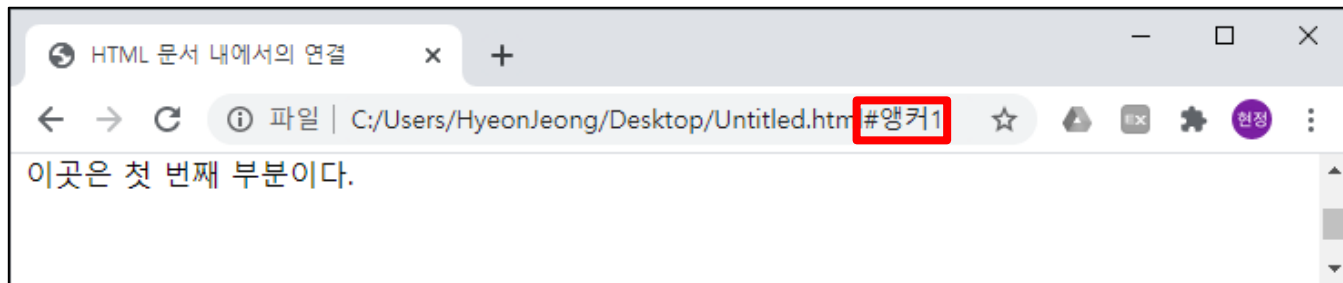 HTML 문서 내에서의 연결
파일 | C:/Users/HyeonJeong/Desktop/Untitled.html#앵커1 EX 현정
이곳은 첫 번째 부분이다.